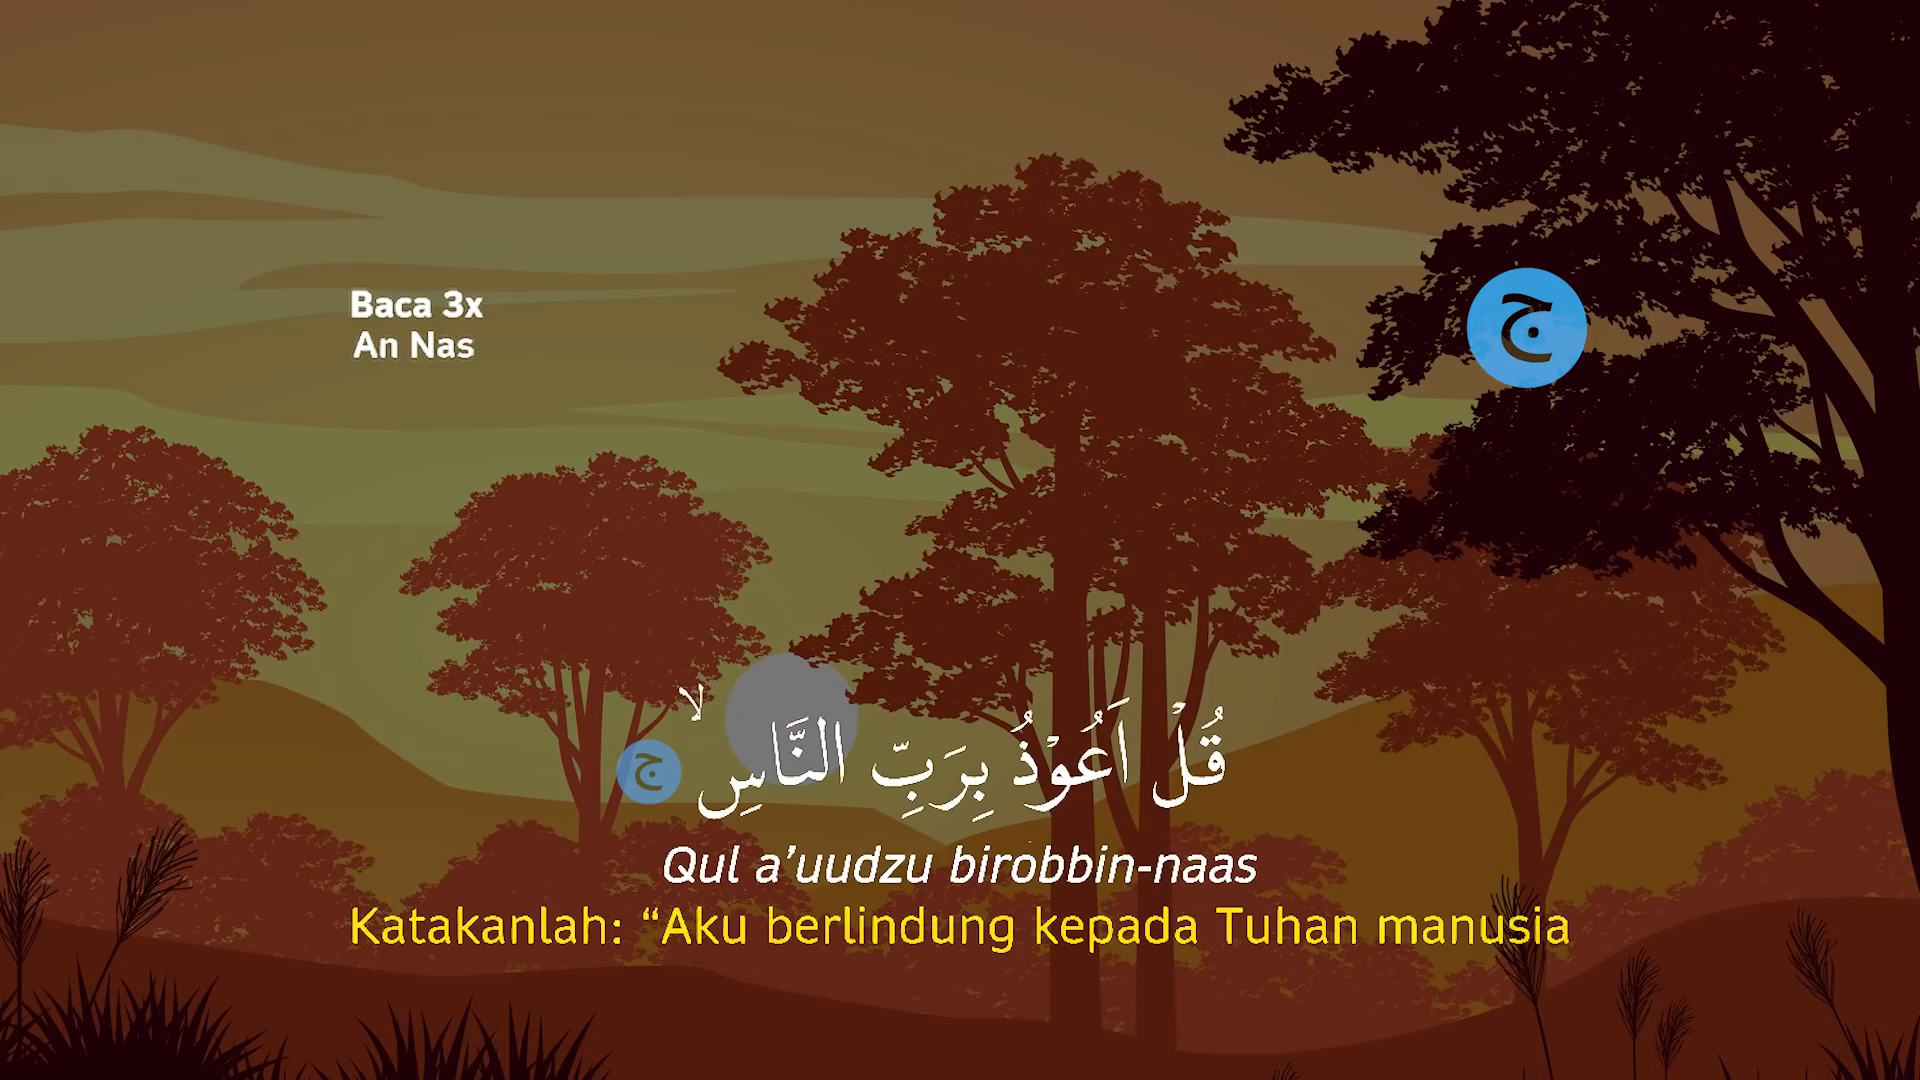 Baca 3x
An Nas
ج
قُلْ اَعُوْذُ بِرَبِّ النَّاسِ ۙ
ج
Qul a’uudzu birobbin-naas
Katakanlah: “Aku berlindung kepada Tuhan manusia